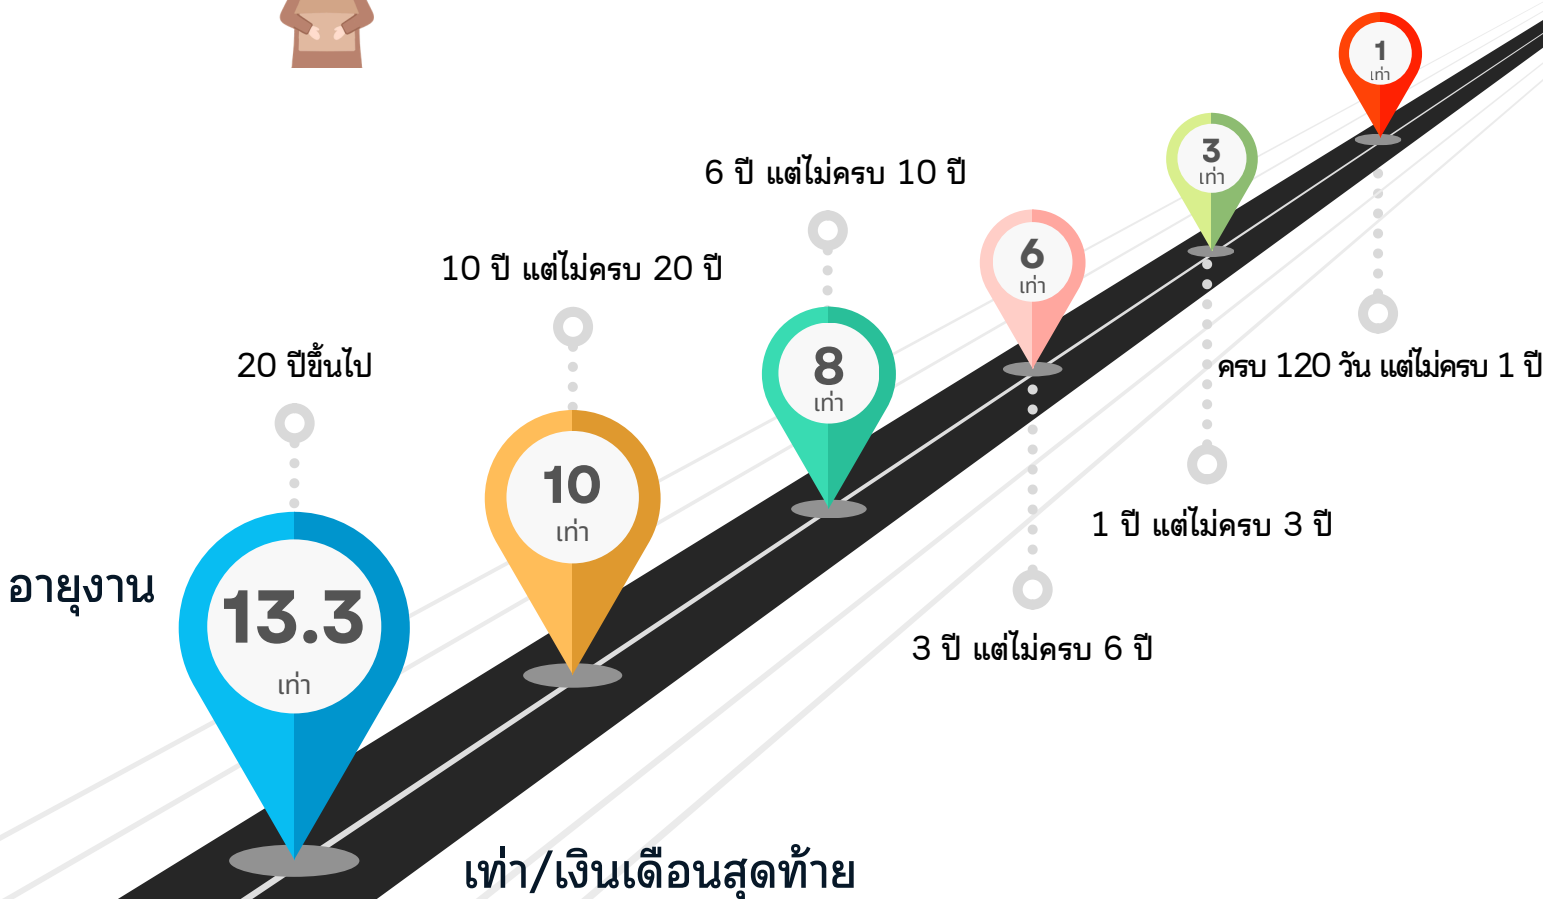 1
เท่า
3
เท่า
6 ปี แต่ไม่ครบ 10 ปี
6
เท่า
10 ปี แต่ไม่ครบ 20 ปี
20 ปีขึ้นไป
8
เท่า
ครบ 120 วัน แต่ไม่ครบ 1 ปี
10
เท่า
1 ปี แต่ไม่ครบ 3 ปี
อายุงาน
13.3
เท่า
3 ปี แต่ไม่ครบ 6 ปี
เท่า/เงินเดือนสุดท้าย